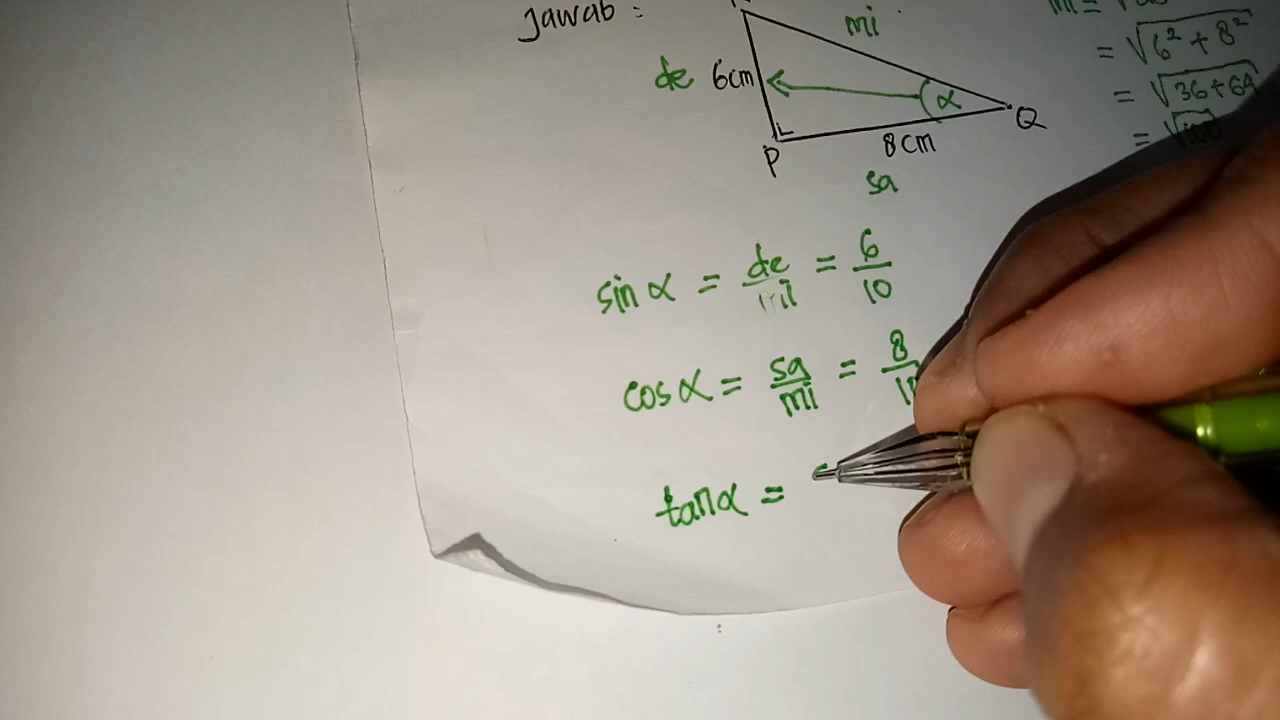 Jawab :
mi
= √6² + 8²
de 6cm
α
= √36+64
Q
=
P
8cm
sa
sin α = de/mi = 6/10
cos α = sa/mi = 8/
tan α =